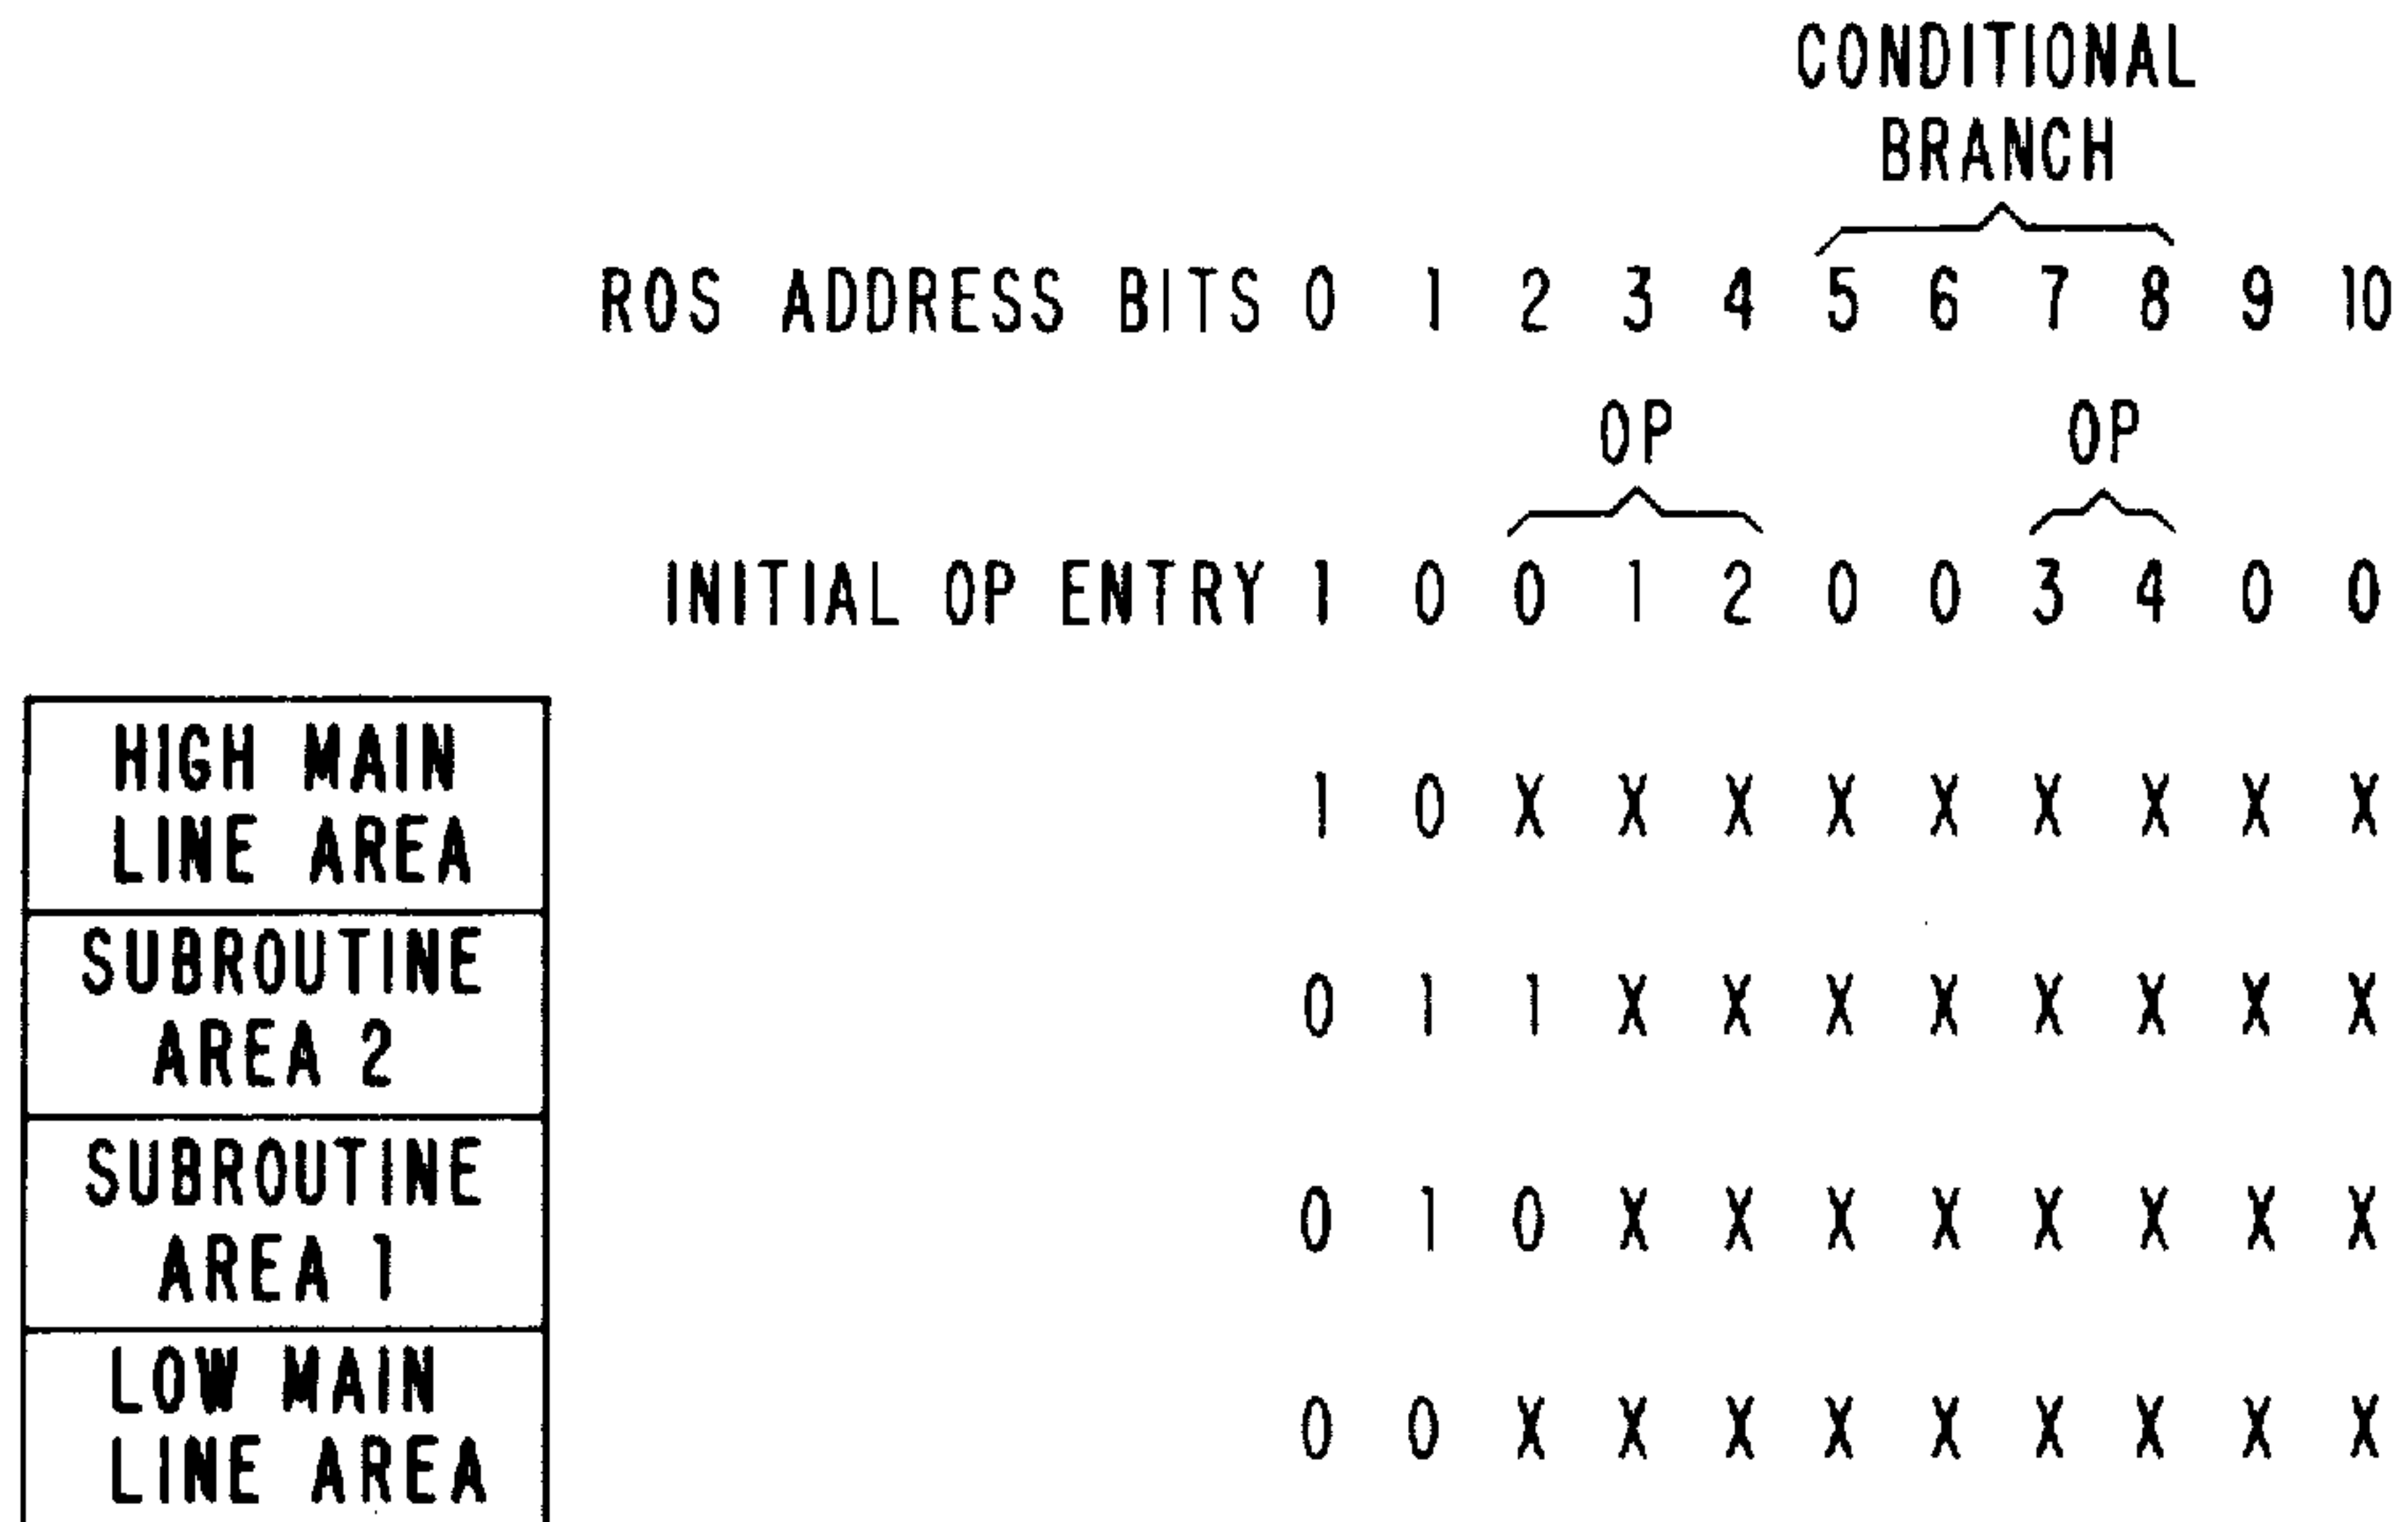 CONDITIONAL
BRANCH
ROS ADDRESS BITS 0 1 2 3 4 5 6 7 8 9 10
OP OP
INITIAL OP ENTRY 1 0 0 1 2 0 0 3 4 0 0
HIGH MAIN
LINE AREA
1 0 X X X X X X X X X
SUBROUTINE
AREA 2
0 1 1 X X X X X X X X
SUBROUTINE
AREA 1
0 1 0 X X X X X X X X
LOW MAIN
LINE AREA
0 0 X X X X X X X X X